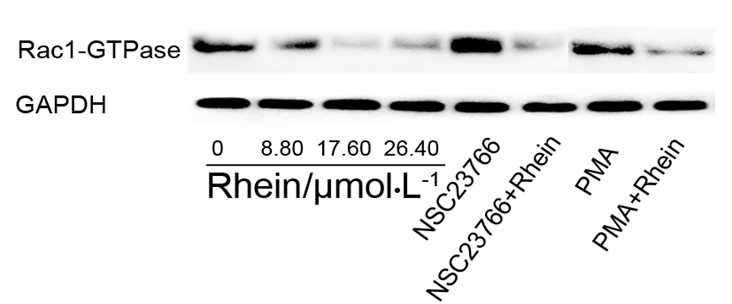 Rac1-GTPase
GAPDH
0 8.80 17.60 26.40
Rhein/μmol·L⁻¹
NSC23766
NSC23766+Rhein
PMA
PMA+Rhein